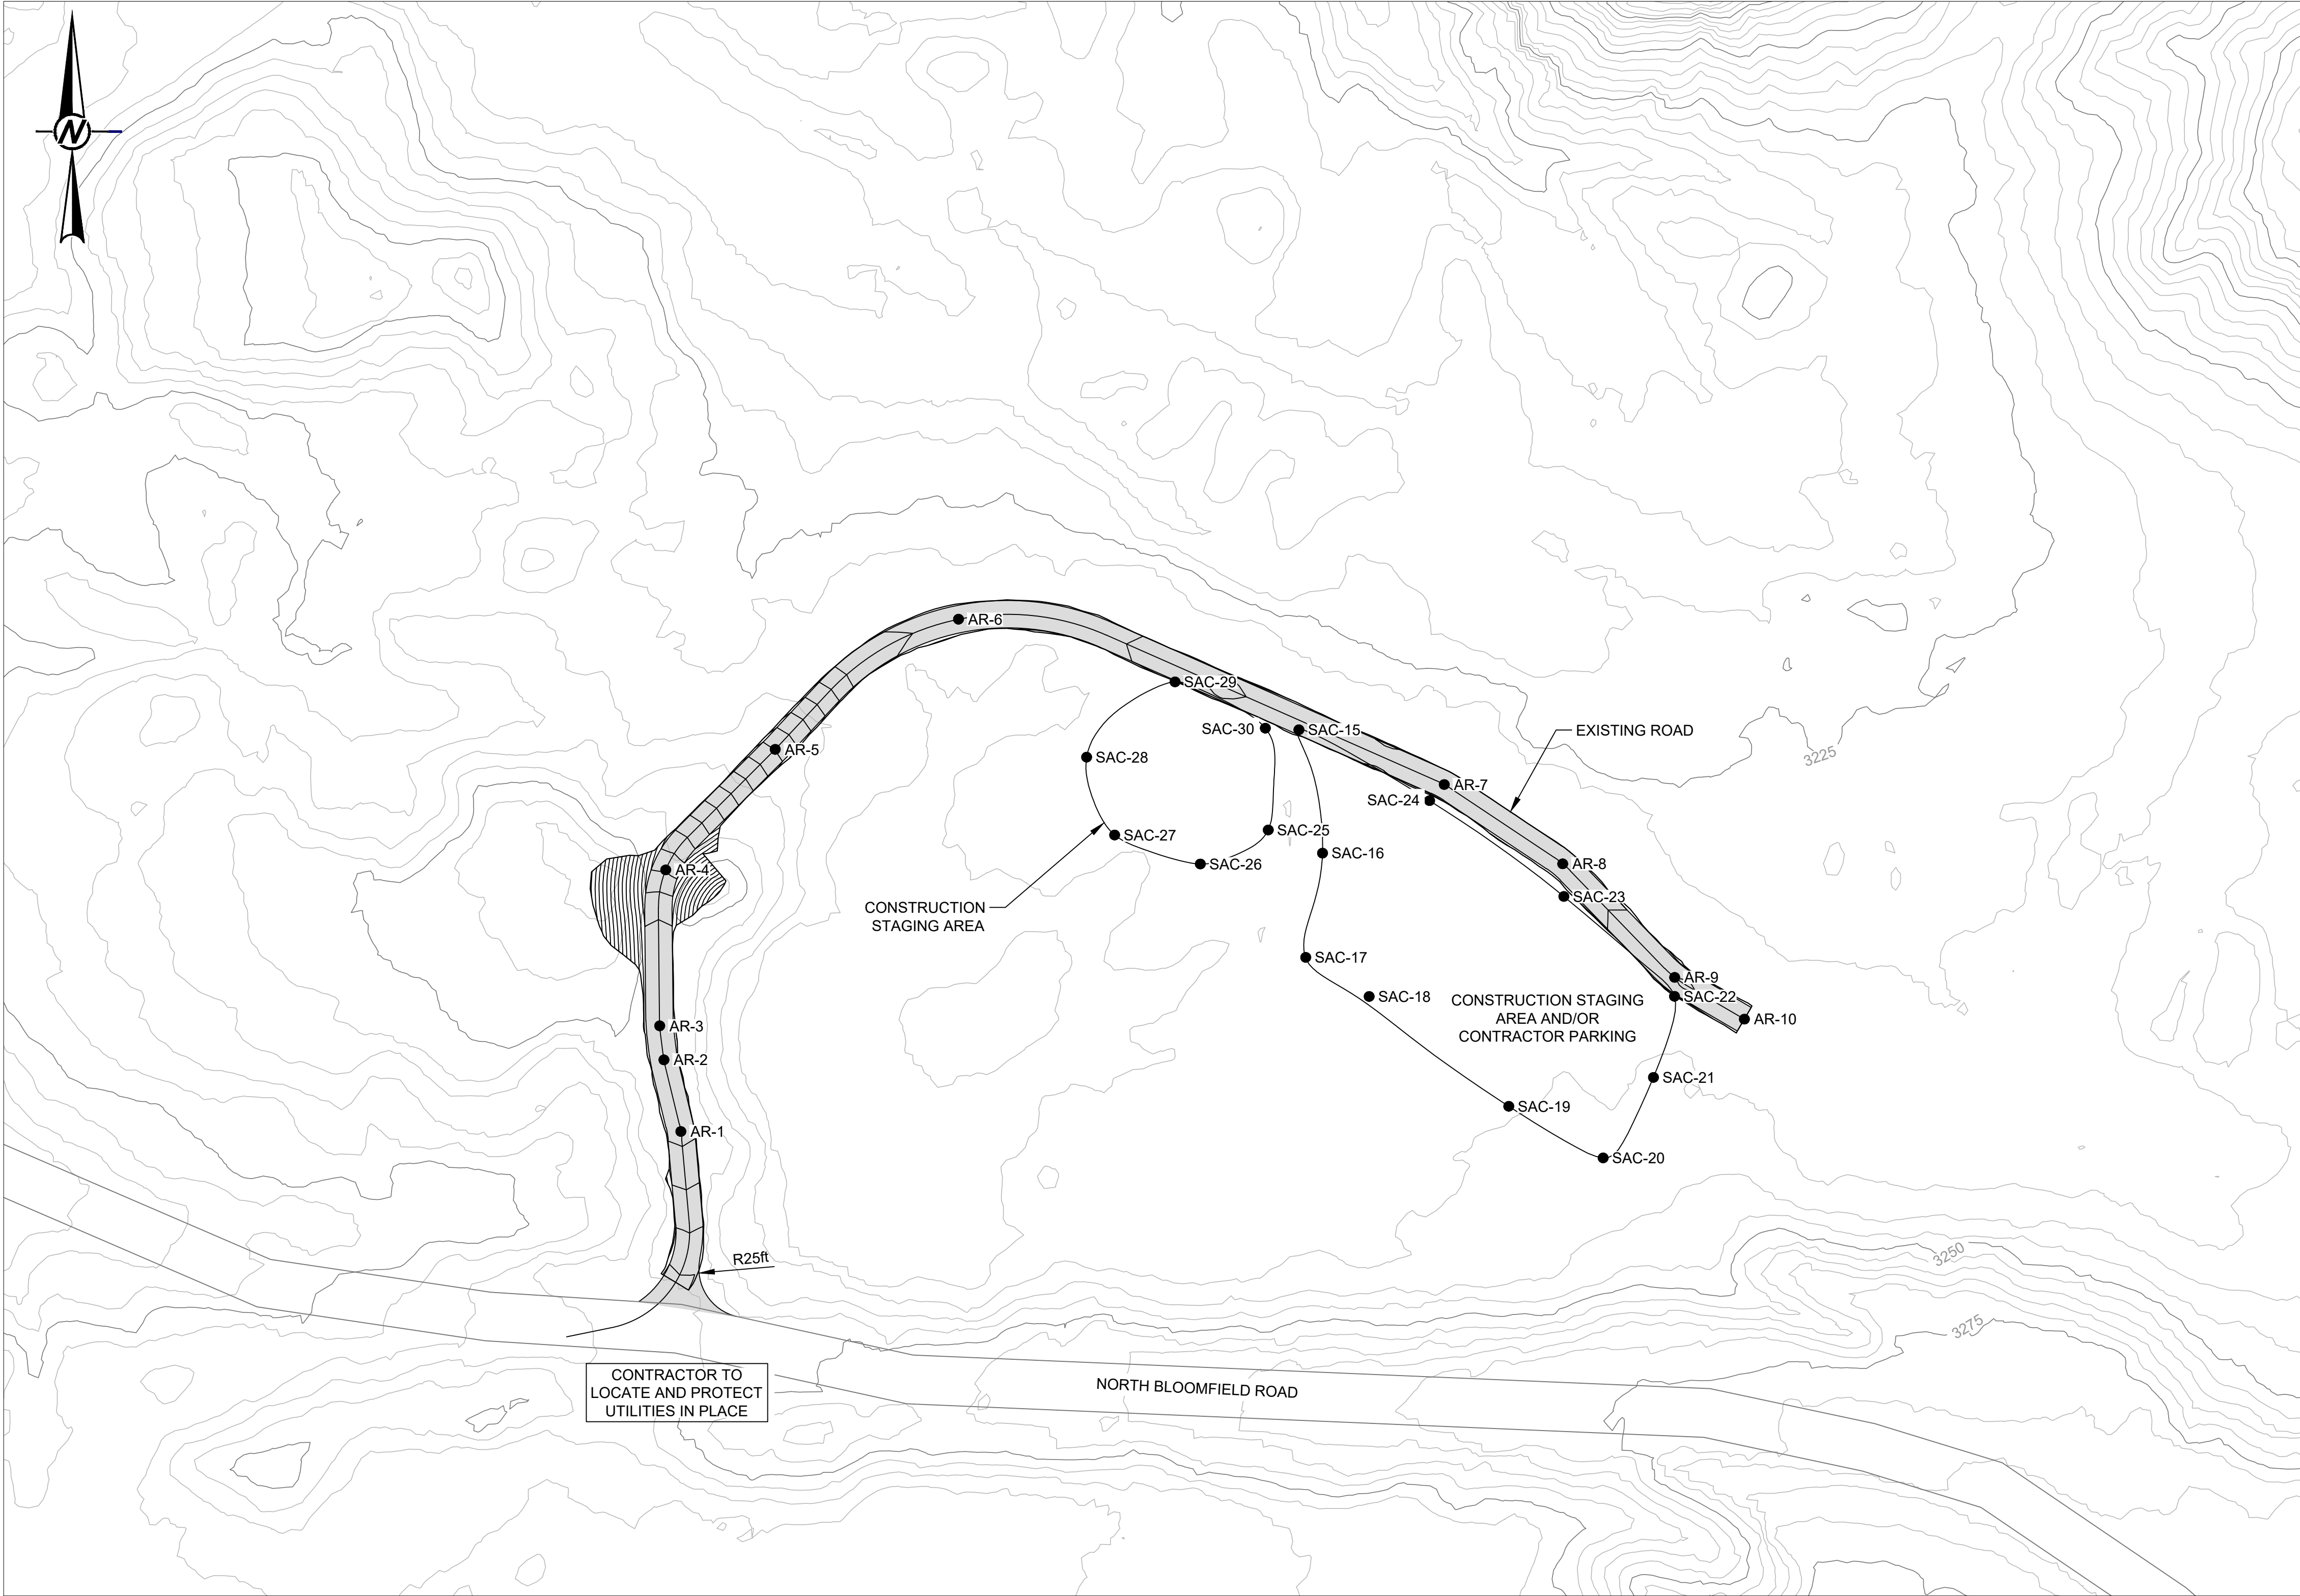 N
AR-6
SAC-29
SAC-30
SAC-15
EXISTING ROAD
AR-5
SAC-28
3225
AR-7
SAC-24
SAC-27
SAC-25
SAC-16
SAC-26
AR-8
AR-4
SAC-23
CONSTRUCTION
STAGING AREA
SAC-17
AR-9
SAC-18
SAC-22
CONSTRUCTION STAGING
AREA AND/OR
CONTRACTOR PARKING
AR-10
AR-3
AR-2
SAC-21
SAC-19
AR-1
SAC-20
R25ft
3250
3275
CONTRACTOR TO
LOCATE AND PROTECT
UTILITIES IN PLACE
NORTH BLOOMFIELD ROAD